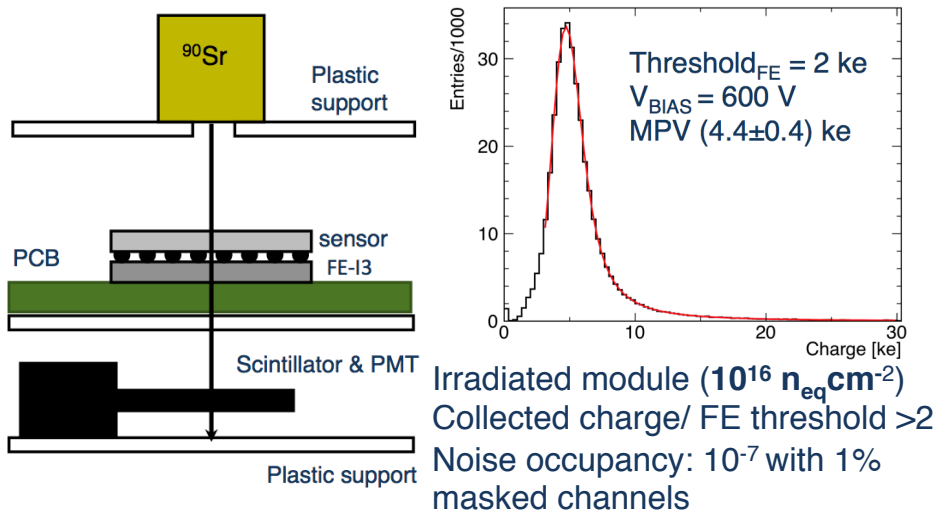 ⁹⁰Sr
Plastic
support
sensor
FE-I3
PCB
Scintillator & PMT
Plastic support
Entries/1000
30
20
10
0
0
10
20
30
Charge [ke]
Threshold_FE = 2 ke
V_BIAS = 600 V
MPV (4.4±0.4) ke
Irradiated module (10¹⁶ n_eq cm⁻²)
Collected charge/ FE threshold >2
Noise occupancy: 10⁻⁷ with 1%
masked channels